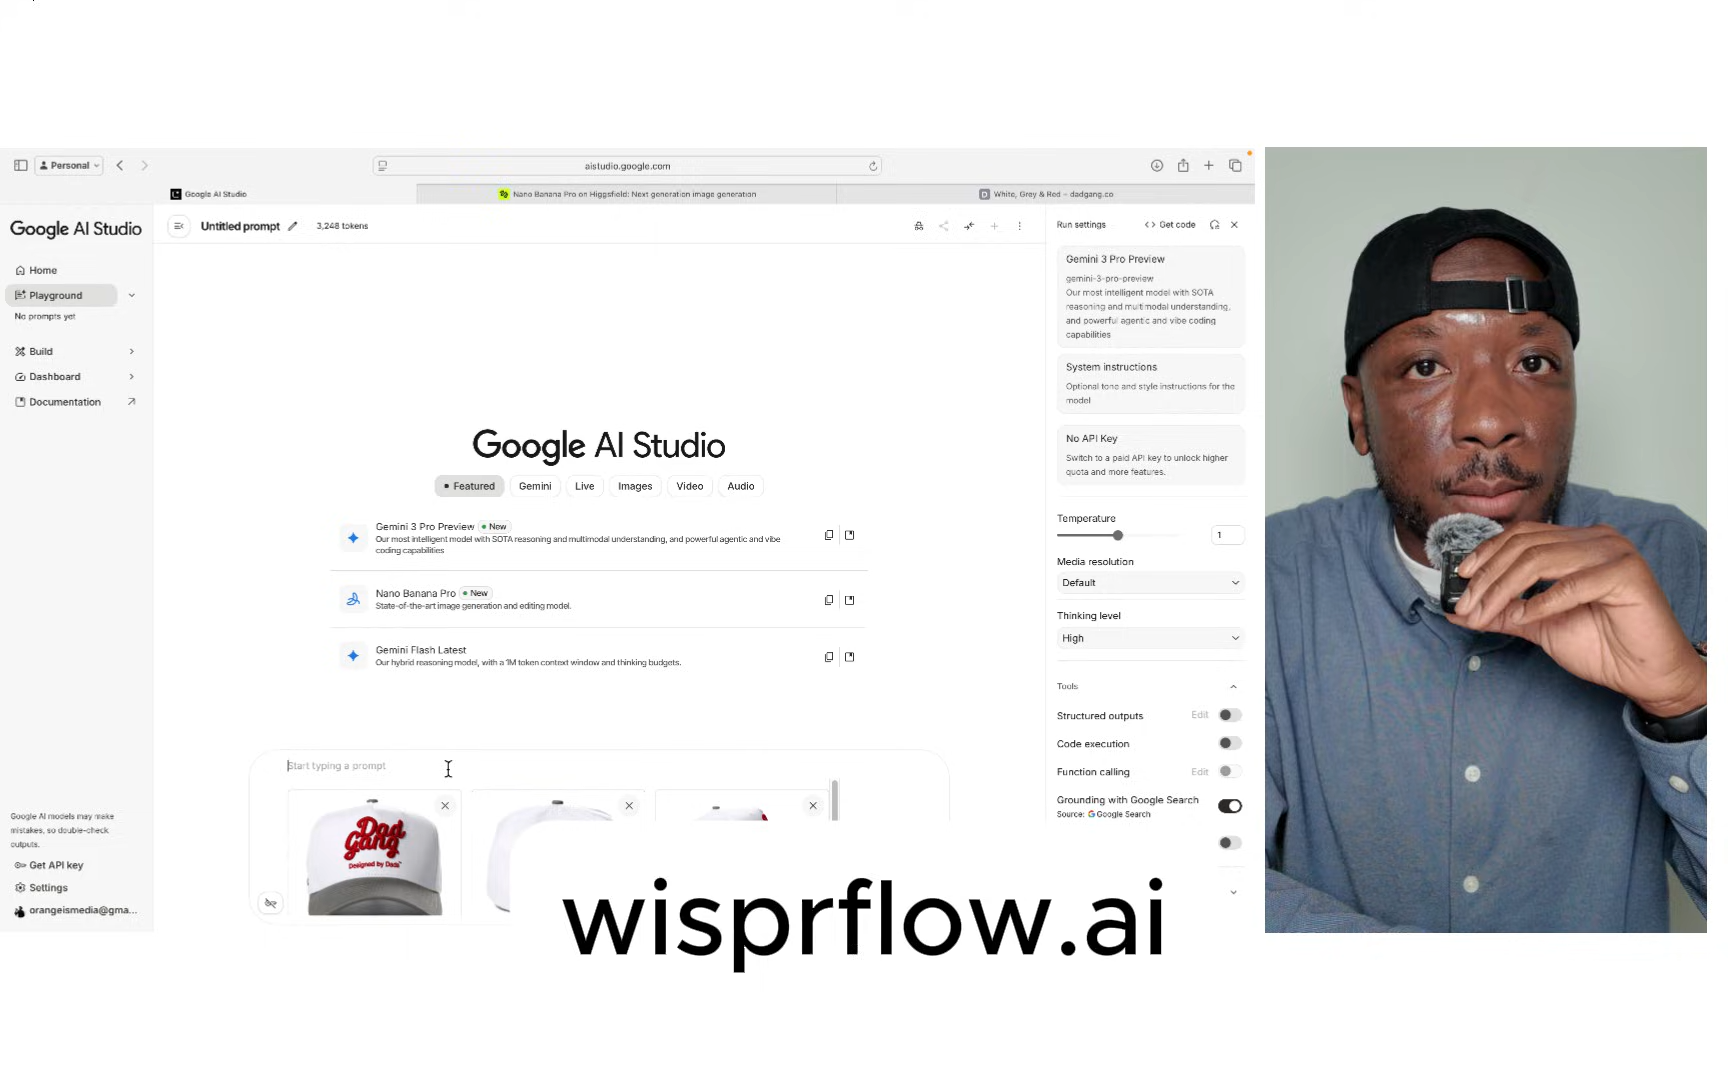 Personal
aistudio.google.com
Google AI Studio
Nano Banana Pro on Higgsfield: Next generation image generation
D
White, Grey & Red – dadgang.co
Google AI Studio
Untitled prompt
3,248 tokens
Run settings
Get code
Home
Playground
No prompts yet
Build
Dashboard
Documentation
Gemini 3 Pro Preview
gemini-3-pro-preview
Our most intelligent model with SOTA
reasoning and multimodal understanding,
and powerful agentic and vibe coding
capabilities
System instructions
Optional tone and style instructions for the
model
No API Key
Switch to a paid API key to unlock higher
quota and more features.
Google AI Studio
Featured
Gemini
Live
Images
Video
Audio
Gemini 3 Pro Preview
New
Our most intelligent model with SOTA reasoning and multimodal understanding, and powerful agentic and vibe
coding capabilities
Nano Banana Pro
New
State-of-the-art image generation and editing model.
Gemini Flash Latest
Our hybrid reasoning model, with a 1M token context window and thinking budgets.
Temperature
1
Media resolution
Default
Thinking level
High
Tools
Structured outputs
Edit
Code execution
Function calling
Edit
Grounding with Google Search
Source: Google Search
Start typing a prompt
Dad
Gang
Designed by Dads
Google AI models may make
mistakes, so double-check
outputs.
Get API key
Settings
orangeismedia@gma...
wisprflow.ai